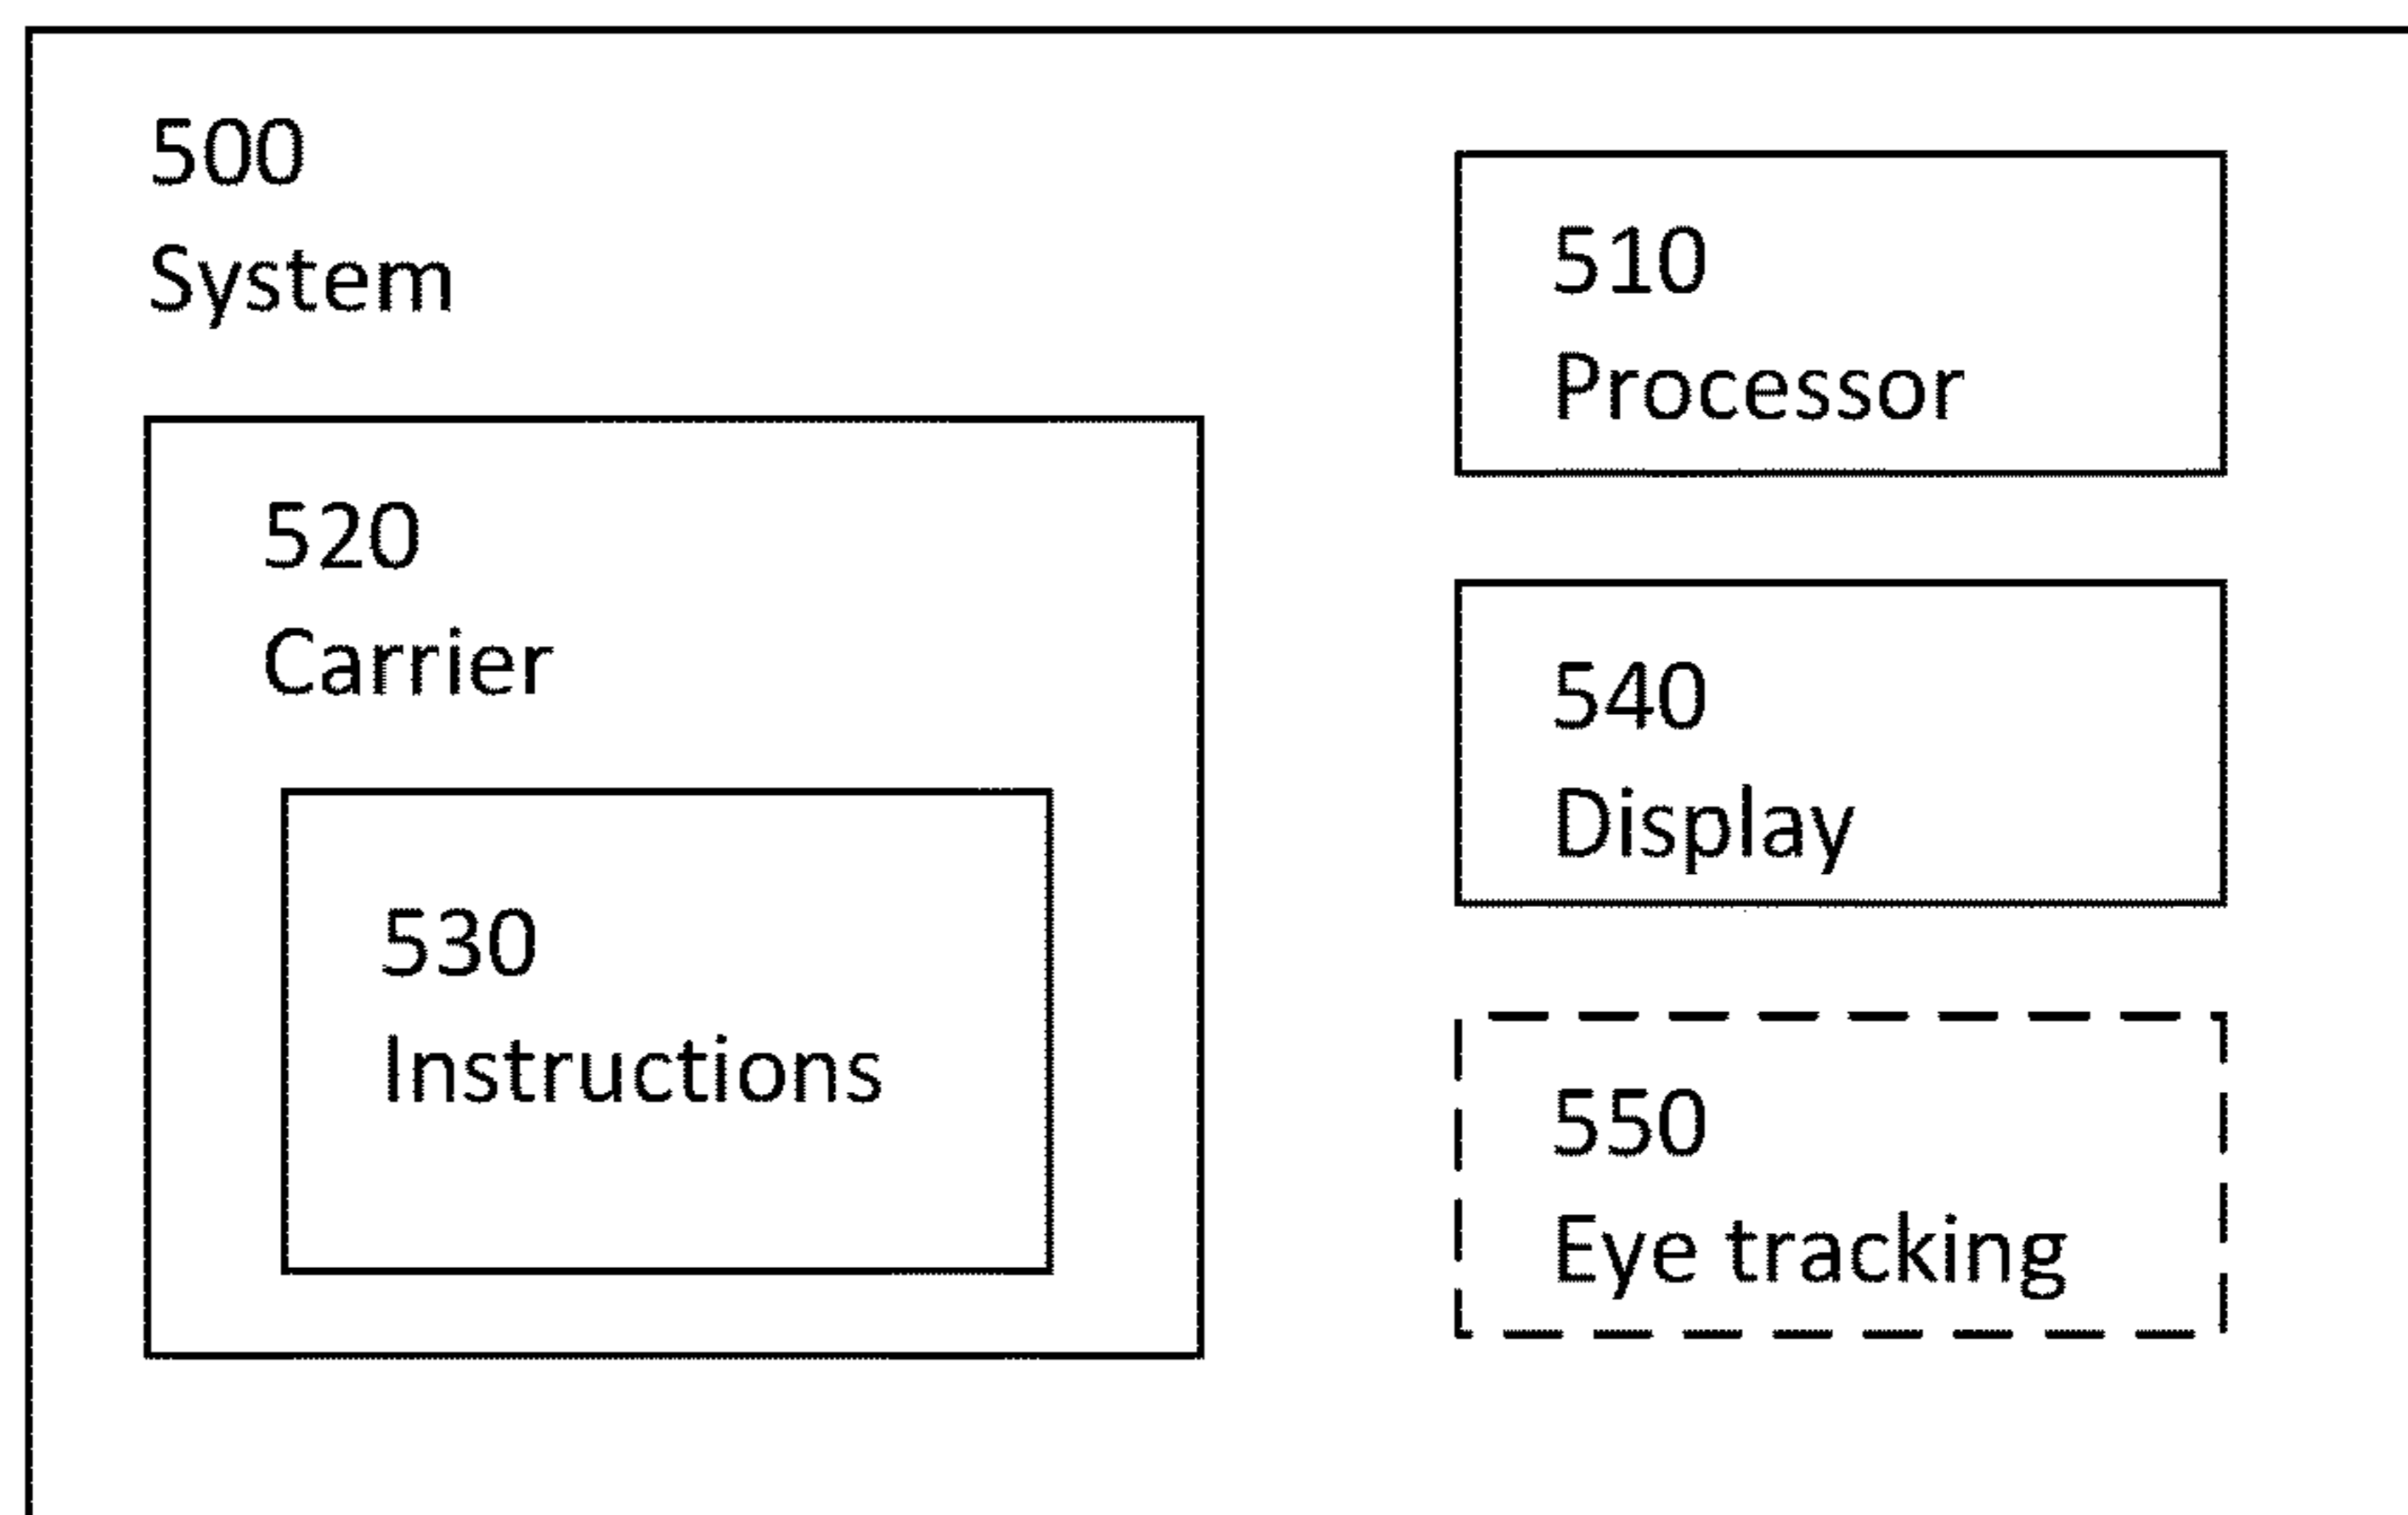 500
System
520
Carrier
530
Instructions
510
Processor
540
Display
550
Eye tracking